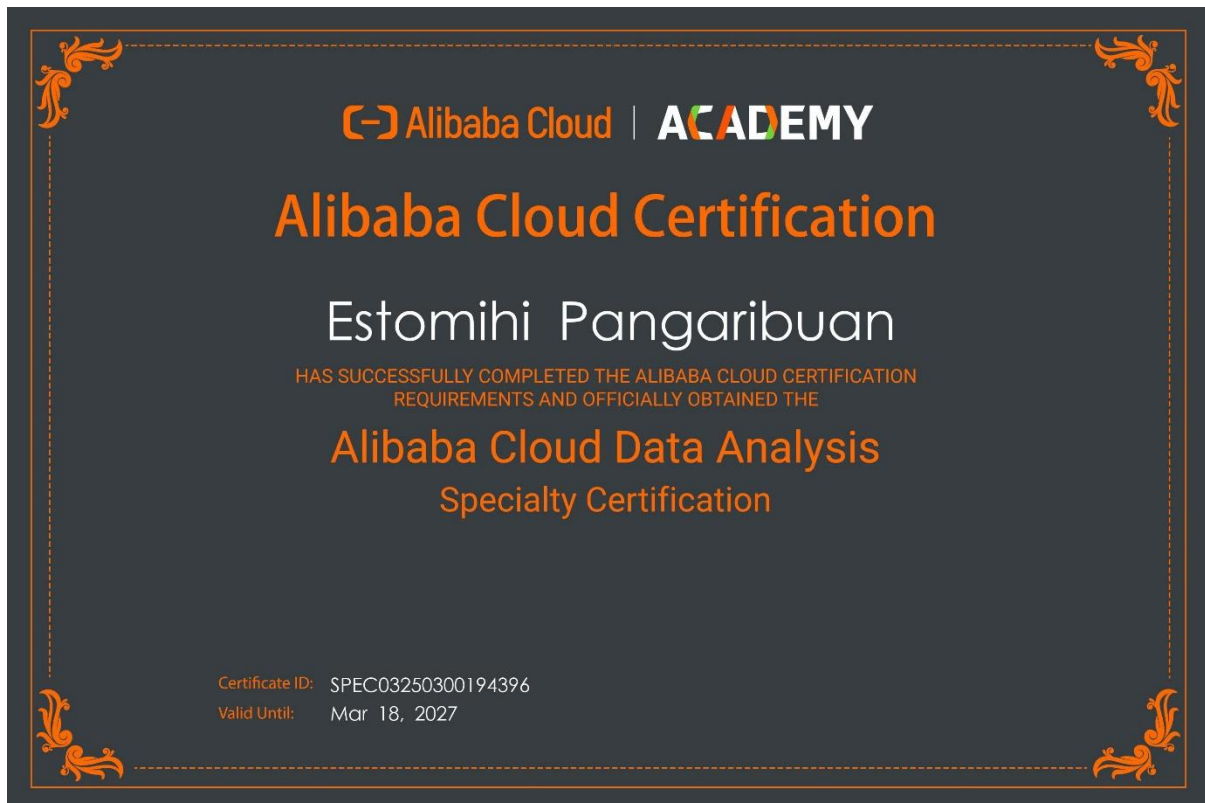 Alibaba Cloud | ACADEMY
Alibaba Cloud Certification
Estomihi Pangaribuan
HAS SUCCESSFULLY COMPLETED THE ALIBABA CLOUD CERTIFICATION
REQUIREMENTS AND OFFICIALLY OBTAINED THE
Alibaba Cloud Data Analysis
Specialty Certification
Certificate ID: SPEC03250300194396
Valid Until: Mar 18, 2027